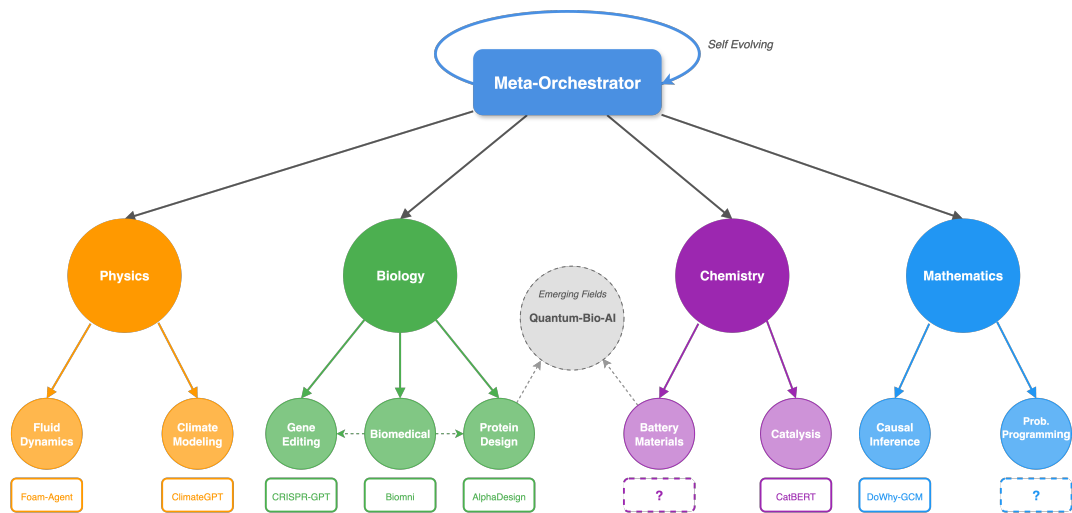 Self Evolving
Meta-Orchestrator
Physics
Biology
Chemistry
Mathematics
Emerging Fields
Quantum-Bio-AI
Fluid
Dynamics
Climate
Modeling
Gene
Editing
Biomedical
Protein
Design
Battery
Materials
Catalysis
Causal
Inference
Prob.
Programming
Foam-Agent
ClimateGPT
CRISPR-GPT
Biomni
AlphaDesign
?
CatBERT
DoWhy-GCM
?